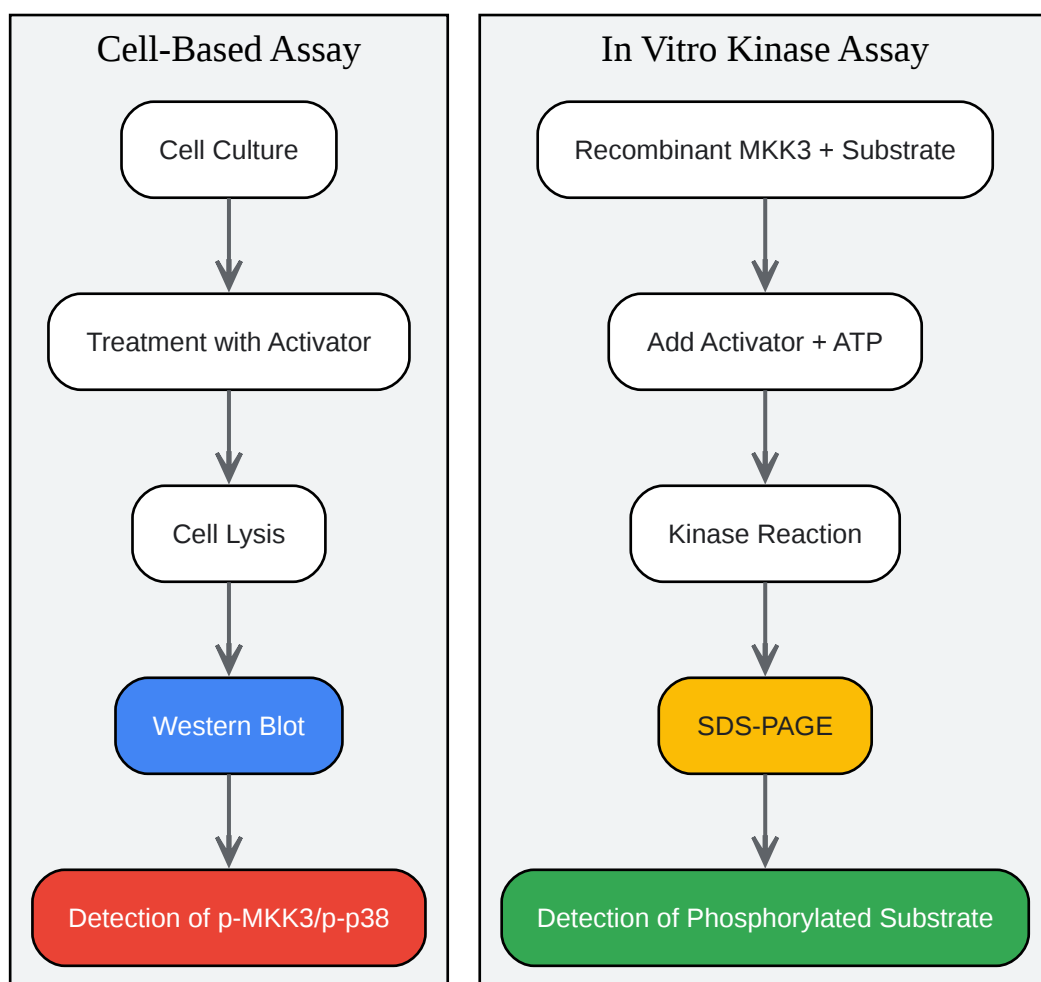 Cell-Based Assay
Cell Culture
Treatment with Activator
Cell Lysis
Western Blot
Detection of p-MKK3/p-p38
In Vitro Kinase Assay
Recombinant MKK3 + Substrate
Add Activator + ATP
Kinase Reaction
SDS-PAGE
Detection of Phosphorylated Substrate